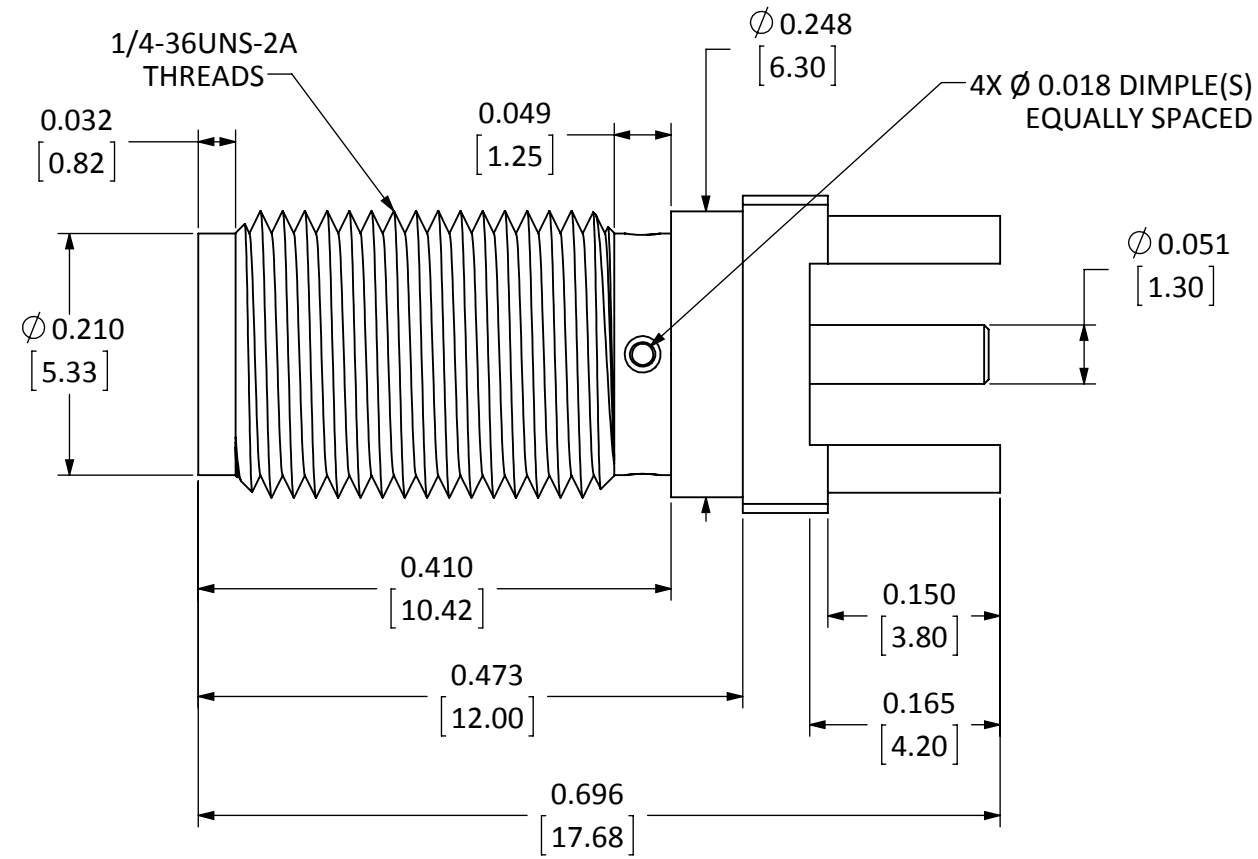 1/4-36UNS-2A
THREADS
0.032
[0.82]
0.049
[1.25]
Ø 0.248
[6.30]
4X Ø 0.018 DIMPLE(S)
EQUALLY SPACED
Ø 0.210
[5.33]
Ø 0.051
[1.30]
0.410
[10.42]
0.150
[3.80]
0.473
[12.00]
0.165
[4.20]
0.696
[17.68]